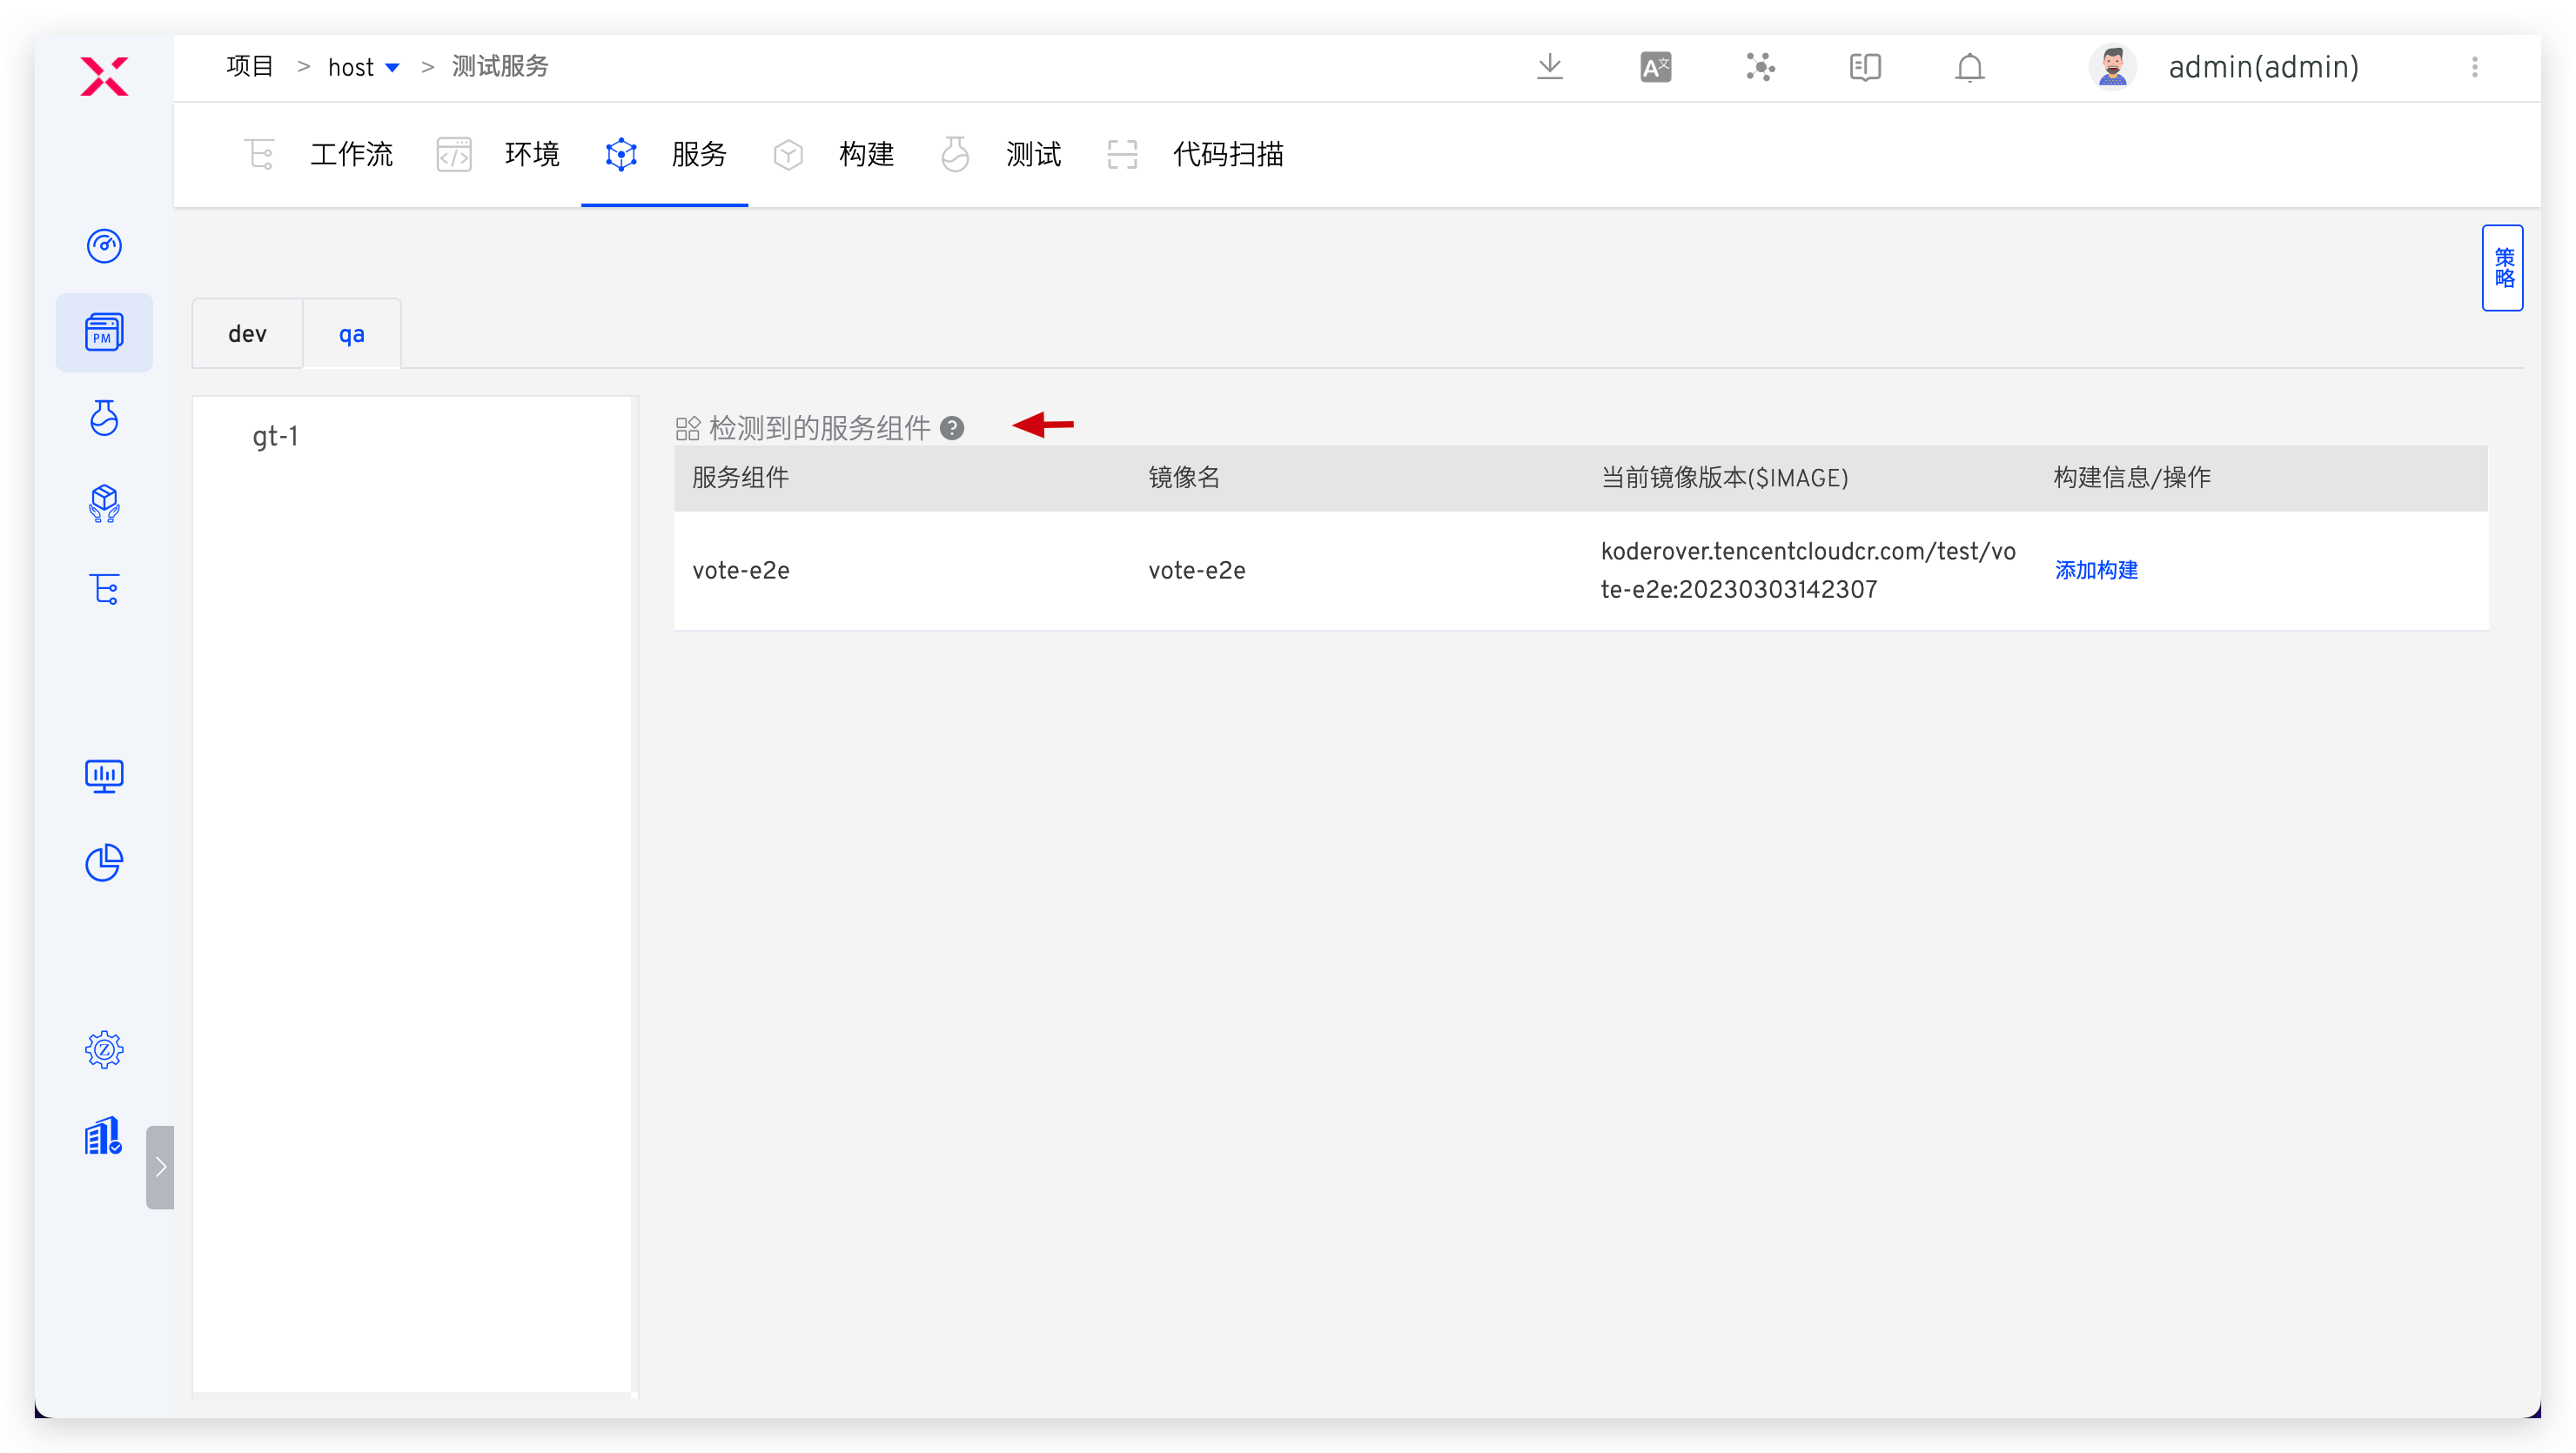 项目 > host > 测试服务
admin(admin)
工作流 环境 服务 构建 测试 代码扫描
策略
PM
dev qa
gt-1
检测到的服务组件 ?
服务组件 镜像名 当前镜像版本($IMAGE) 构建信息/操作
vote-e2e vote-e2e koderover.tencentcloudcr.com/test/vo
te-e2e:20230303142307 添加构建